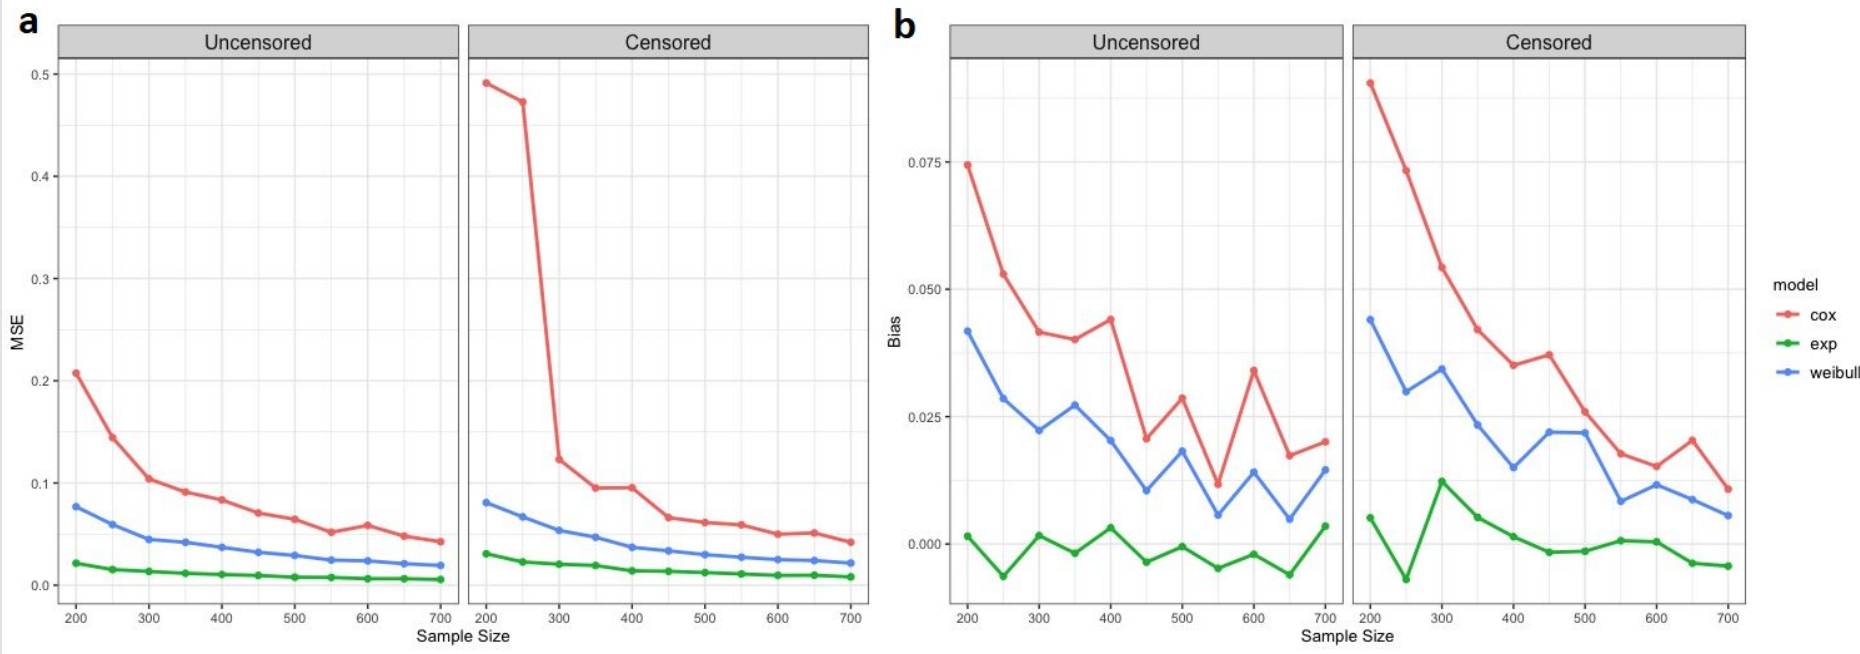 a
Uncensored
Censored
0.5
0.4
0.3
0.2
0.1
0.0
MSE
200 300 400 500 600 700
200 300 400 500 600 700
Sample Size
b
Uncensored
Censored
0.075
0.050
0.025
0.000
Bias
200 300 400 500 600 700
200 300 400 500 600 700
Sample Size
model
cox
exp
weibull